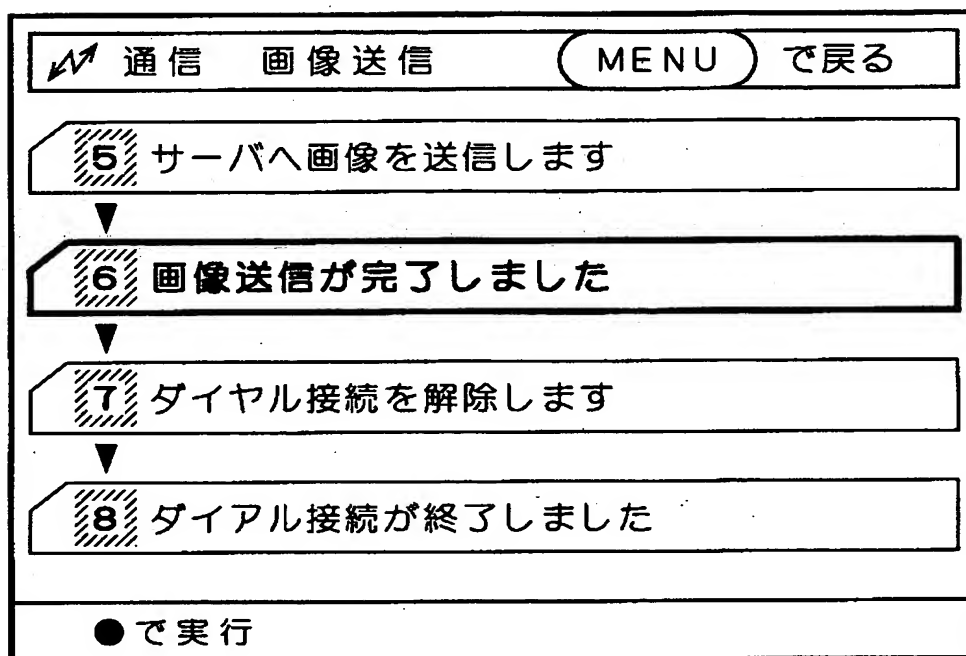 通信 画像送信 MENU で戻る
5 サーバへ画像を送信します
▼
6 画像送信が完了しました
▼
7 ダイヤル接続を解除します
▼
8 ダイアル接続が終了しました
●で実行